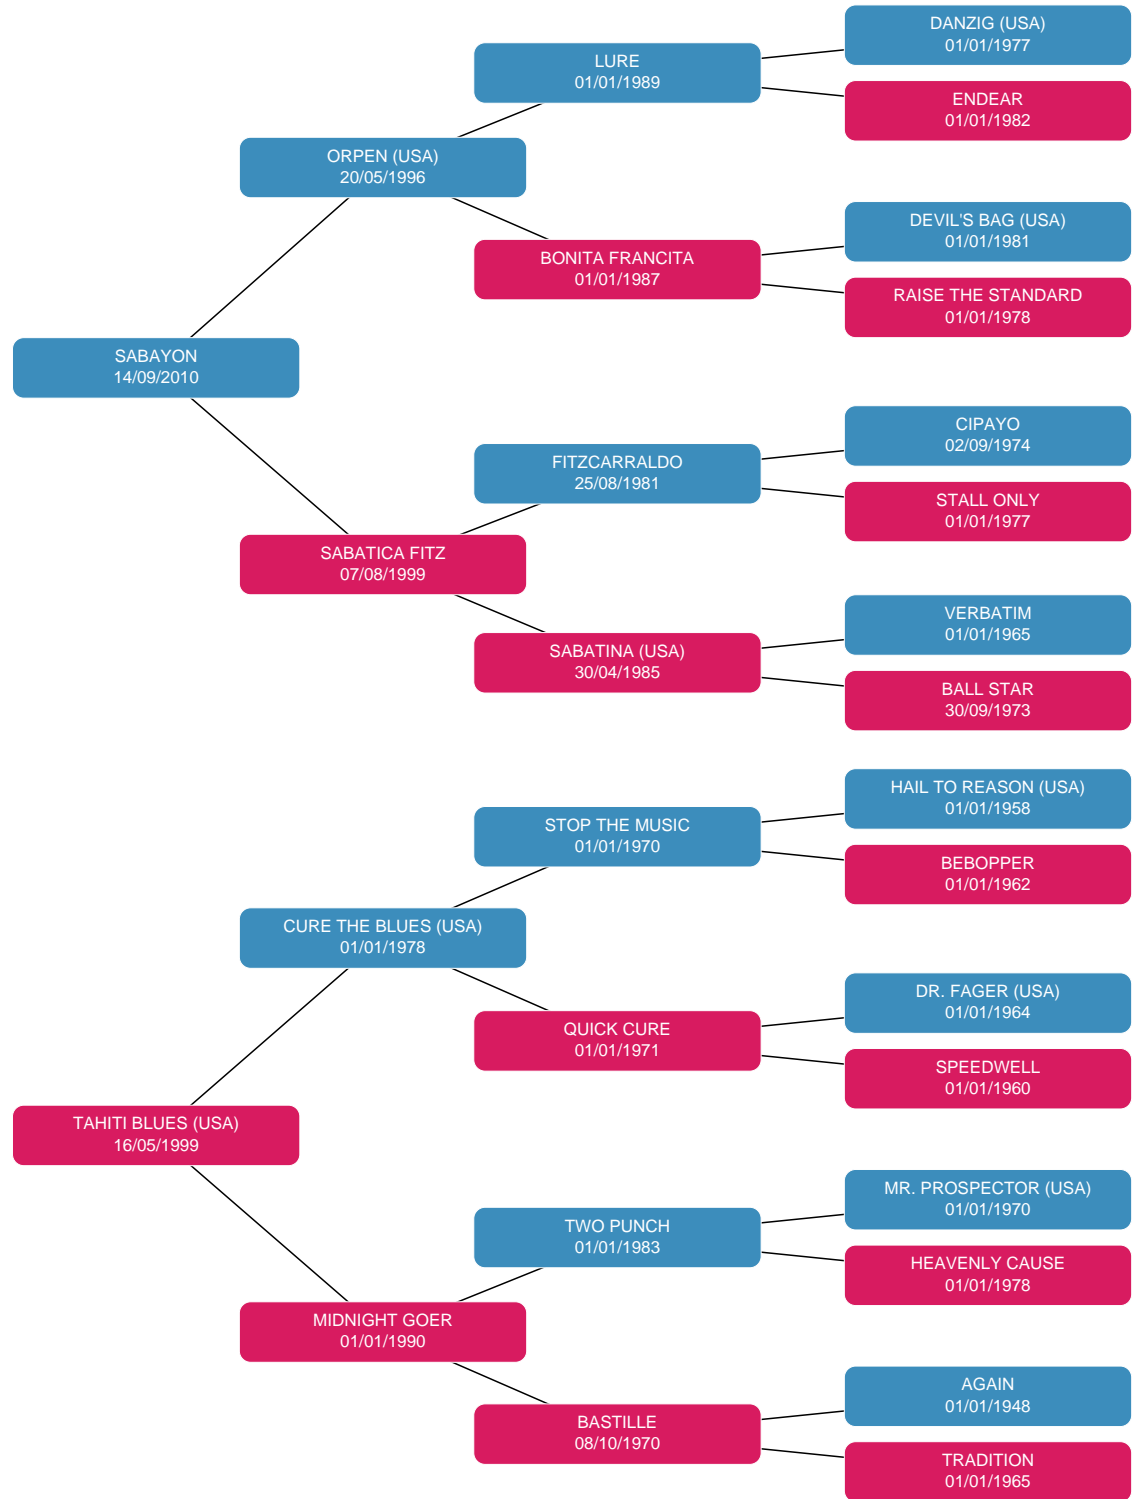 DANZIG (USA)
01/01/1977
LURE
01/01/1989
ENDEAR
01/01/1982
ORPEN (USA)
20/05/1996
DEVIL'S BAG (USA)
01/01/1981
BONITA FRANCITA
01/01/1987
RAISE THE STANDARD
01/01/1978
SABAYON
14/09/2010
CIPAYO
02/09/1974
FITZCARRALDO
25/08/1981
STALL ONLY
01/01/1977
SABATICA FITZ
07/08/1999
VERBATIM
01/01/1965
SABATINA (USA)
30/04/1985
BALL STAR
30/09/1973
HAIL TO REASON (USA)
01/01/1958
STOP THE MUSIC
01/01/1970
BEBOPPER
01/01/1962
CURE THE BLUES (USA)
01/01/1978
DR. FAGER (USA)
01/01/1964
QUICK CURE
01/01/1971
SPEEDWELL
01/01/1960
TAHITI BLUES (USA)
16/05/1999
MR. PROSPECTOR (USA)
01/01/1970
TWO PUNCH
01/01/1983
HEAVENLY CAUSE
01/01/1978
MIDNIGHT GOER
01/01/1990
AGAIN
01/01/1948
BASTILLE
08/10/1970
TRADITION
01/01/1965